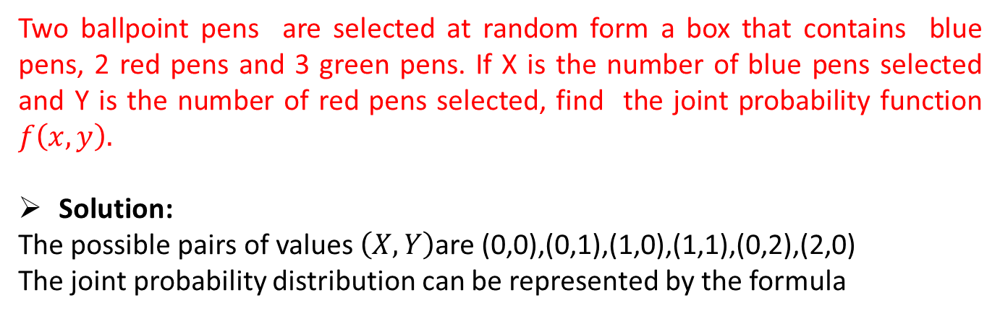 Two ballpoint pens are selected at random form a box that contains blue
pens, 2 red pens and 3 green pens. If X is the number of blue pens selected
and Y is the number of red pens selected, find the joint probability function
f(x, y).
➢ Solution:
The possible pairs of values (X, Y)are (0,0),(0,1),(1,0),(1,1),(0,2),(2,0)
The joint probability distribution can be represented by the formula